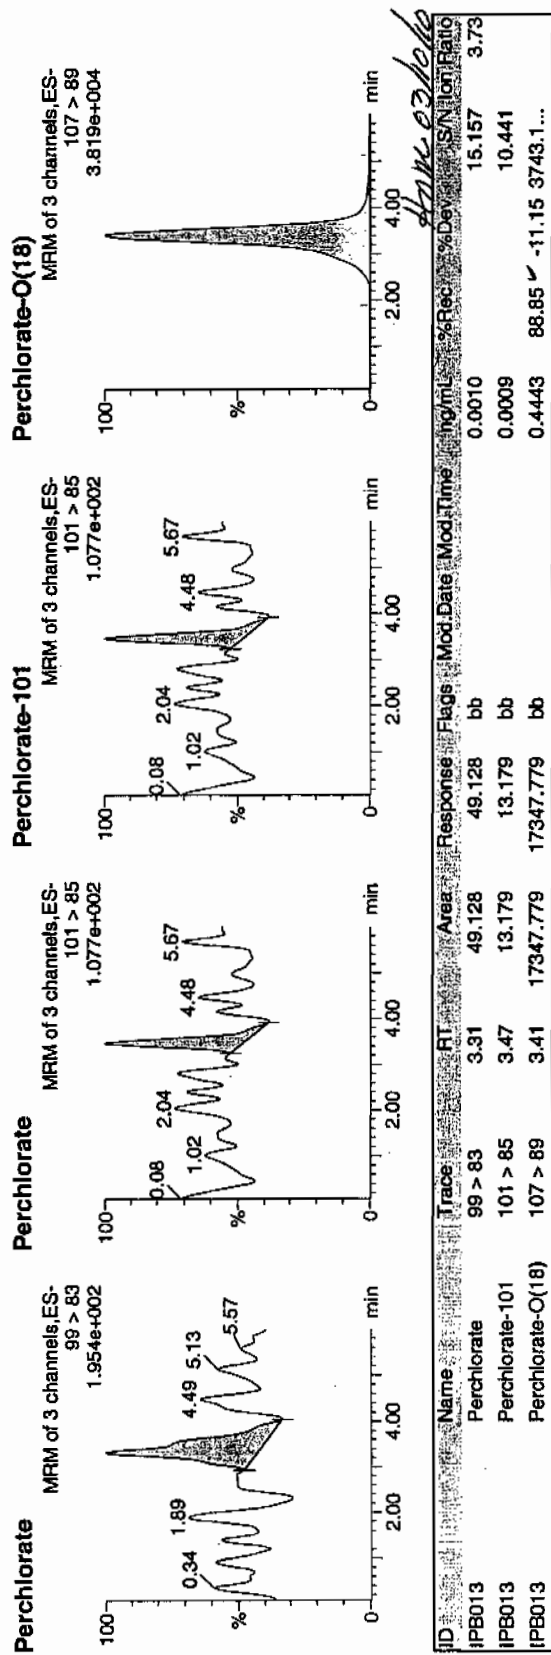 Perchlorate
MRM of 3 channels,ES-
99 > 83
1.954e+002
100
%
0
0.34
1.89
4.49
5.13
5.57
2.00
4.00
min
Perchlorate
MRM of 3 channels,ES-
101 > 85
1.077e+002
100
%
0
0.08
1.02
2.04
4.48
5.67
2.00
4.00
min
Perchlorate-101
MRM of 3 channels,ES-
101 > 85
1.077e+002
100
%
0
0.08
1.02
2.04
4.48
5.67
2.00
4.00
min
Perchlorate-O(18)
MRM of 3 channels,ES-
107 > 89
3.819e+004
100
%
0
2.00
4.00
min
03/10/10
ID Name Trace RT Area Response Flags Mod.Date Mod.Time ng/mL %Rec %Dev S/N Ion Ratio
IPB013 Perchlorate 99 > 83 3.31 49.128 49.128 bb 0.0010 15.157 3.73
IPB013 Perchlorate-101 101 > 85 3.47 13.179 13.179 bb 0.0009 10.441
IPB013 Perchlorate-O(18) 107 > 89 3.41 17347.779 17347.779 bb 0.4443 88.85 ✓ -11.15 3743.1...